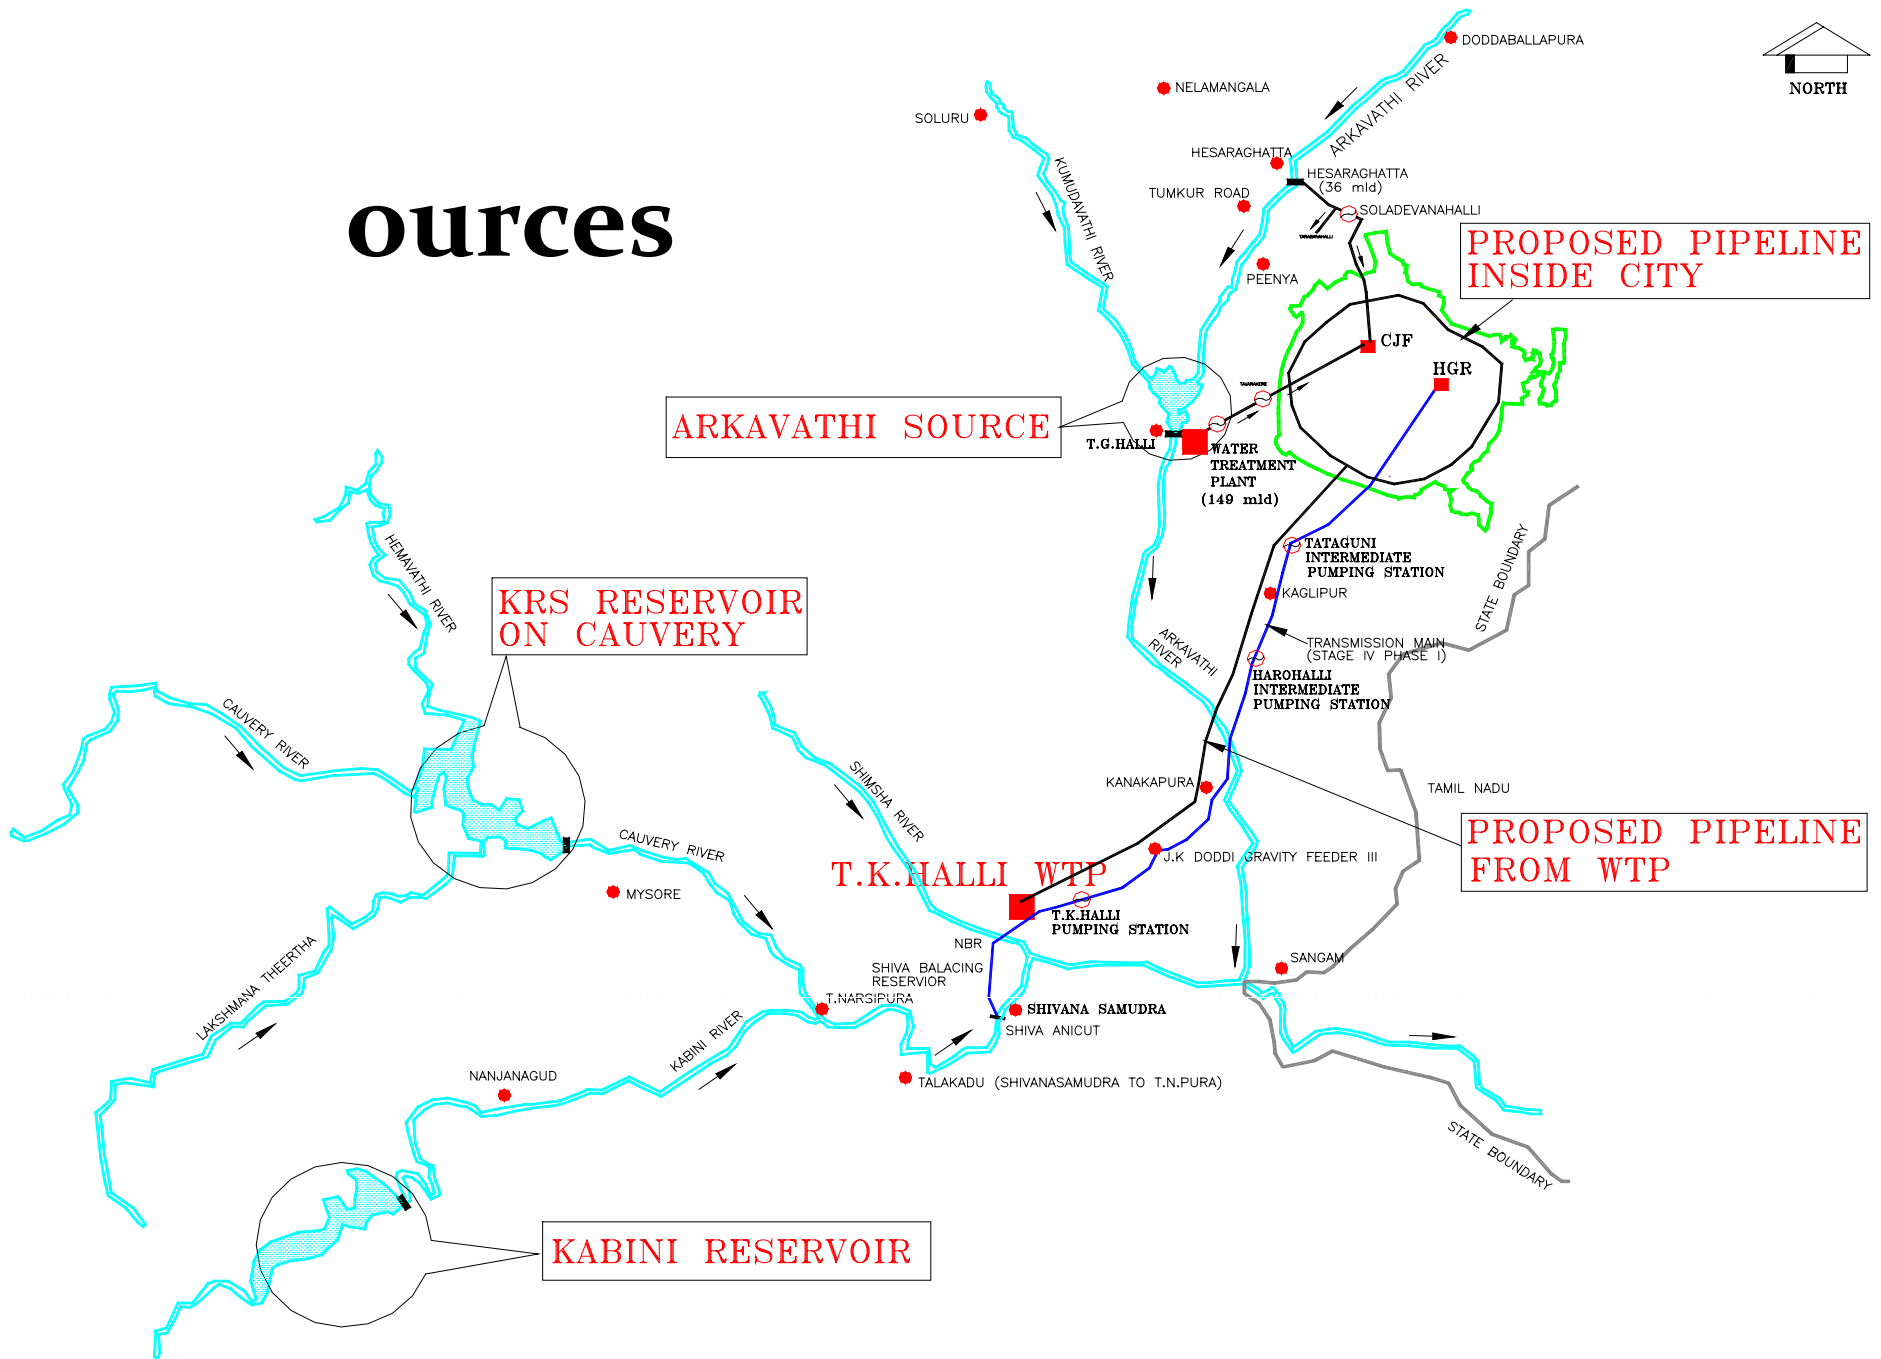 DODDABALLAPURA
NORTH
NELAMANGALA
SOLURU
ARKAVATHI RIVER
HESARAGHATTA
KUMUDAVATHI RIVER
HESARAGHATTA
(36 mld)
TUMKUR ROAD
SOLADEVANAHALLI
ources
PROPOSED PIPELINE
INSIDE CITY
PEENYA
CJF
HGR
ARKAVATHI SOURCE
T.G.HALLI
WATER
TREATMENT
PLANT
(149 mld)
HEMAVATHI RIVER
STATE BOUNDARY
TATAGUNI
INTERMEDIATE
PUMPING STATION
KAGLIPUR
KRS RESERVOIR
ON CAUVERY
ARKAVATHI
RIVER
TRANSMISSION MAIN
(STAGE IV PHASE I)
HAROHALLI
INTERMEDIATE
PUMPING STATION
CAUVERY RIVER
SHIMSHA RIVER
KANAKAPURA
TAMIL NADU
PROPOSED PIPELINE
FROM WTP
CAUVERY RIVER
J.K DODDI GRAVITY FEEDER III
T.K.HALLI WTP
MYSORE
T.K.HALLI
PUMPING STATION
NBR
LAKSHMANA THEERTHA
SHIVA BALACING
RESERVIOR
SANGAM
T.NARSIPURA
SHIVANA SAMUDRA
SHIVA ANICUT
KABINI RIVER
NANJANAGUD
TALAKADU (SHIVANASAMUDRA TO T.N.PURA)
STATE BOUNDARY
KABINI RESERVOIR